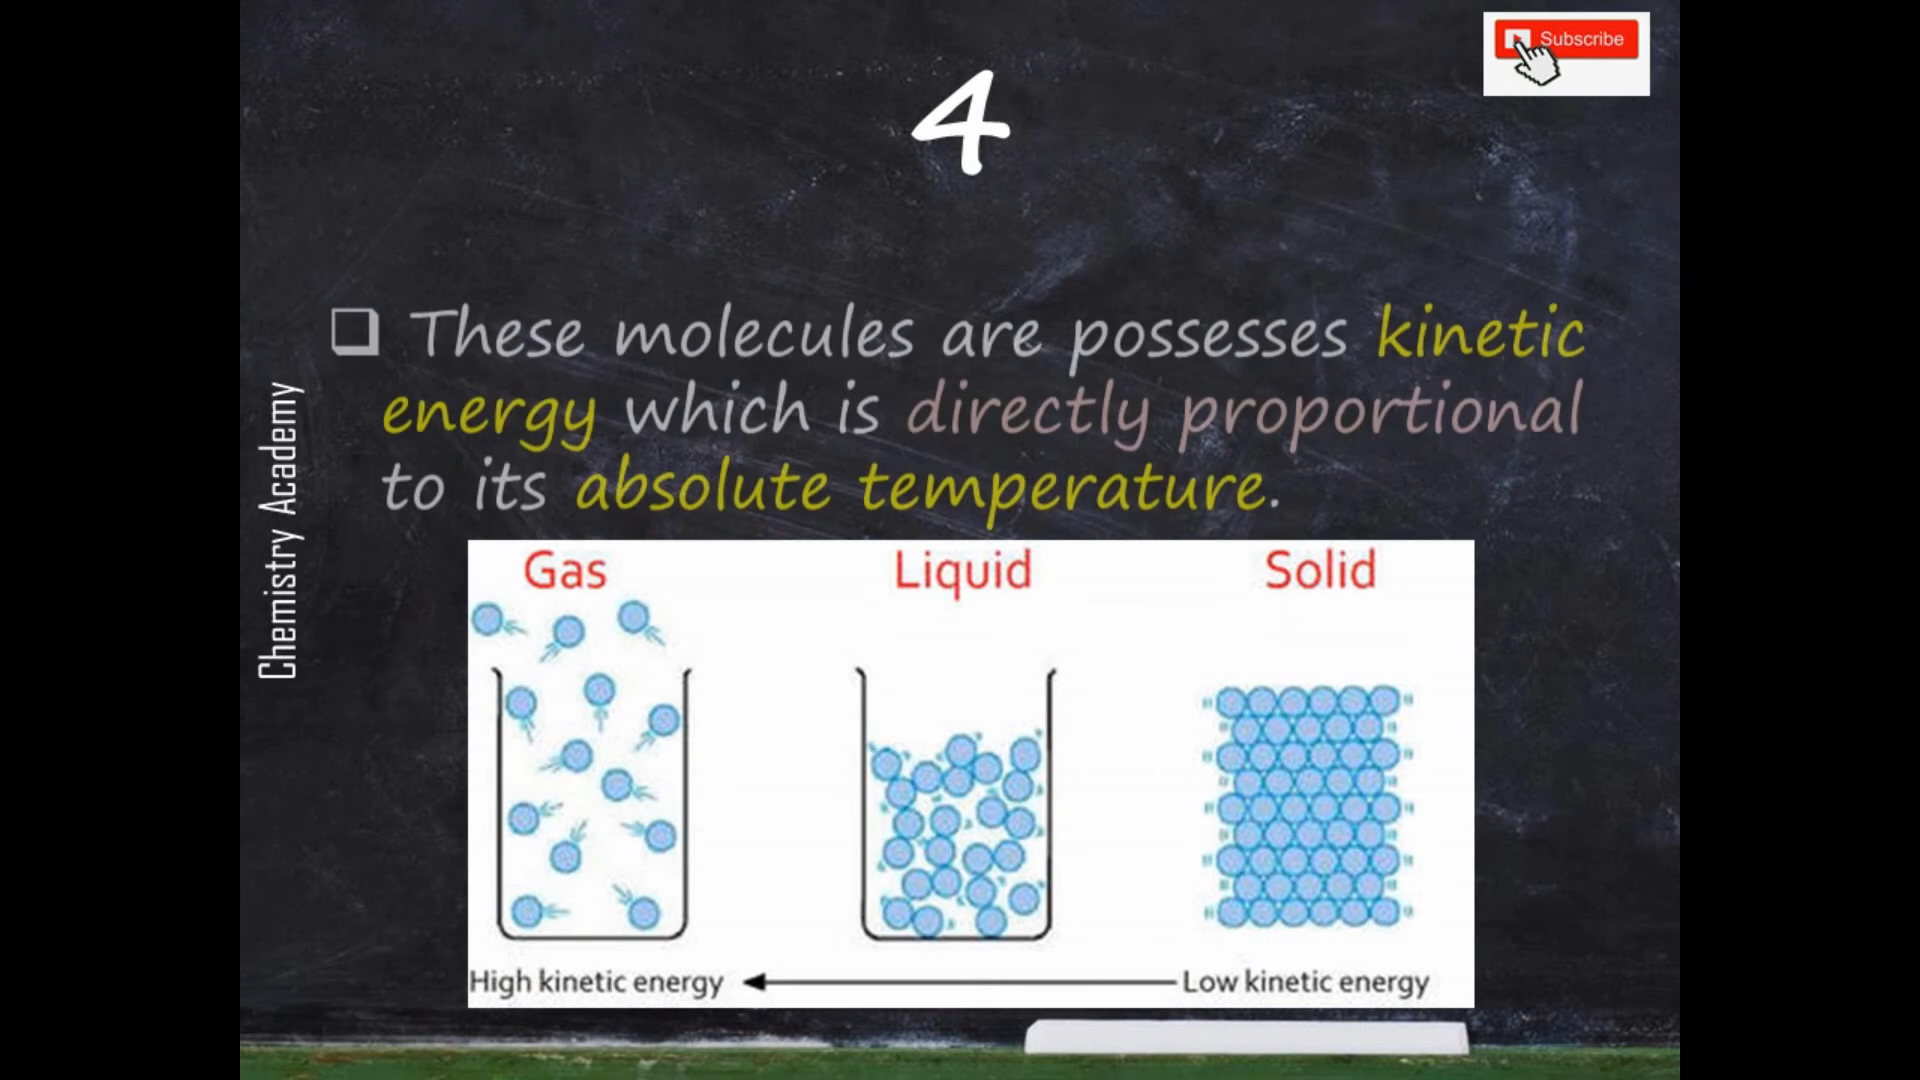 Subscribe
4
These molecules are possesses kinetic
energy which is directly proportional
to its absolute temperature.
Chemistry Academy
Gas Liquid Solid
High kinetic energy Low kinetic energy